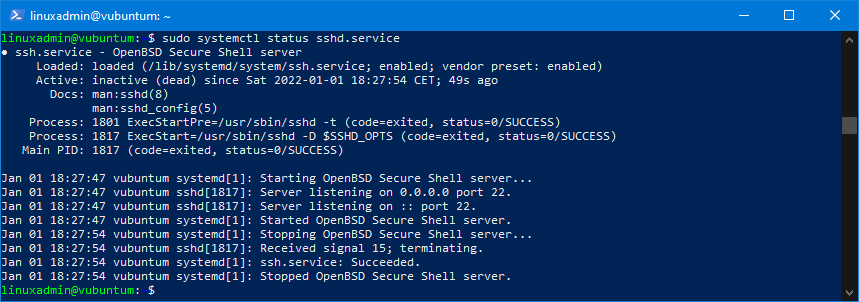 linuxadmin@vubuntum: ~
linuxadmin@vubuntum: $ sudo systemctl status sshd.service
● ssh.service - OpenBSD Secure Shell server
Loaded: loaded (/lib/systemd/system/ssh.service; enabled; vendor preset: enabled)
Active: inactive (dead) since Sat 2022-01-01 18:27:54 CET; 49s ago
Docs: man:sshd(8)
man:sshd_config(5)
Process: 1801 ExecStartPre=/usr/sbin/sshd -t (code=exited, status=0/SUCCESS)
Process: 1817 ExecStart=/usr/sbin/sshd -D $SSHD_OPTS (code=exited, status=0/SUCCESS)
Main PID: 1817 (code=exited, status=0/SUCCESS)
Jan 01 18:27:47 vubuntum systemd[1]: Starting OpenBSD Secure Shell server...
Jan 01 18:27:47 vubuntum sshd[1817]: Server listening on 0.0.0.0 port 22.
Jan 01 18:27:47 vubuntum sshd[1817]: Server listening on :: port 22.
Jan 01 18:27:47 vubuntum systemd[1]: Started OpenBSD Secure Shell server.
Jan 01 18:27:54 vubuntum systemd[1]: Stopping OpenBSD Secure Shell server...
Jan 01 18:27:54 vubuntum sshd[1817]: Received signal 15; terminating.
Jan 01 18:27:54 vubuntum systemd[1]: ssh.service: Succeeded.
Jan 01 18:27:54 vubuntum systemd[1]: Stopped OpenBSD Secure Shell server.
linuxadmin@vubuntum: $